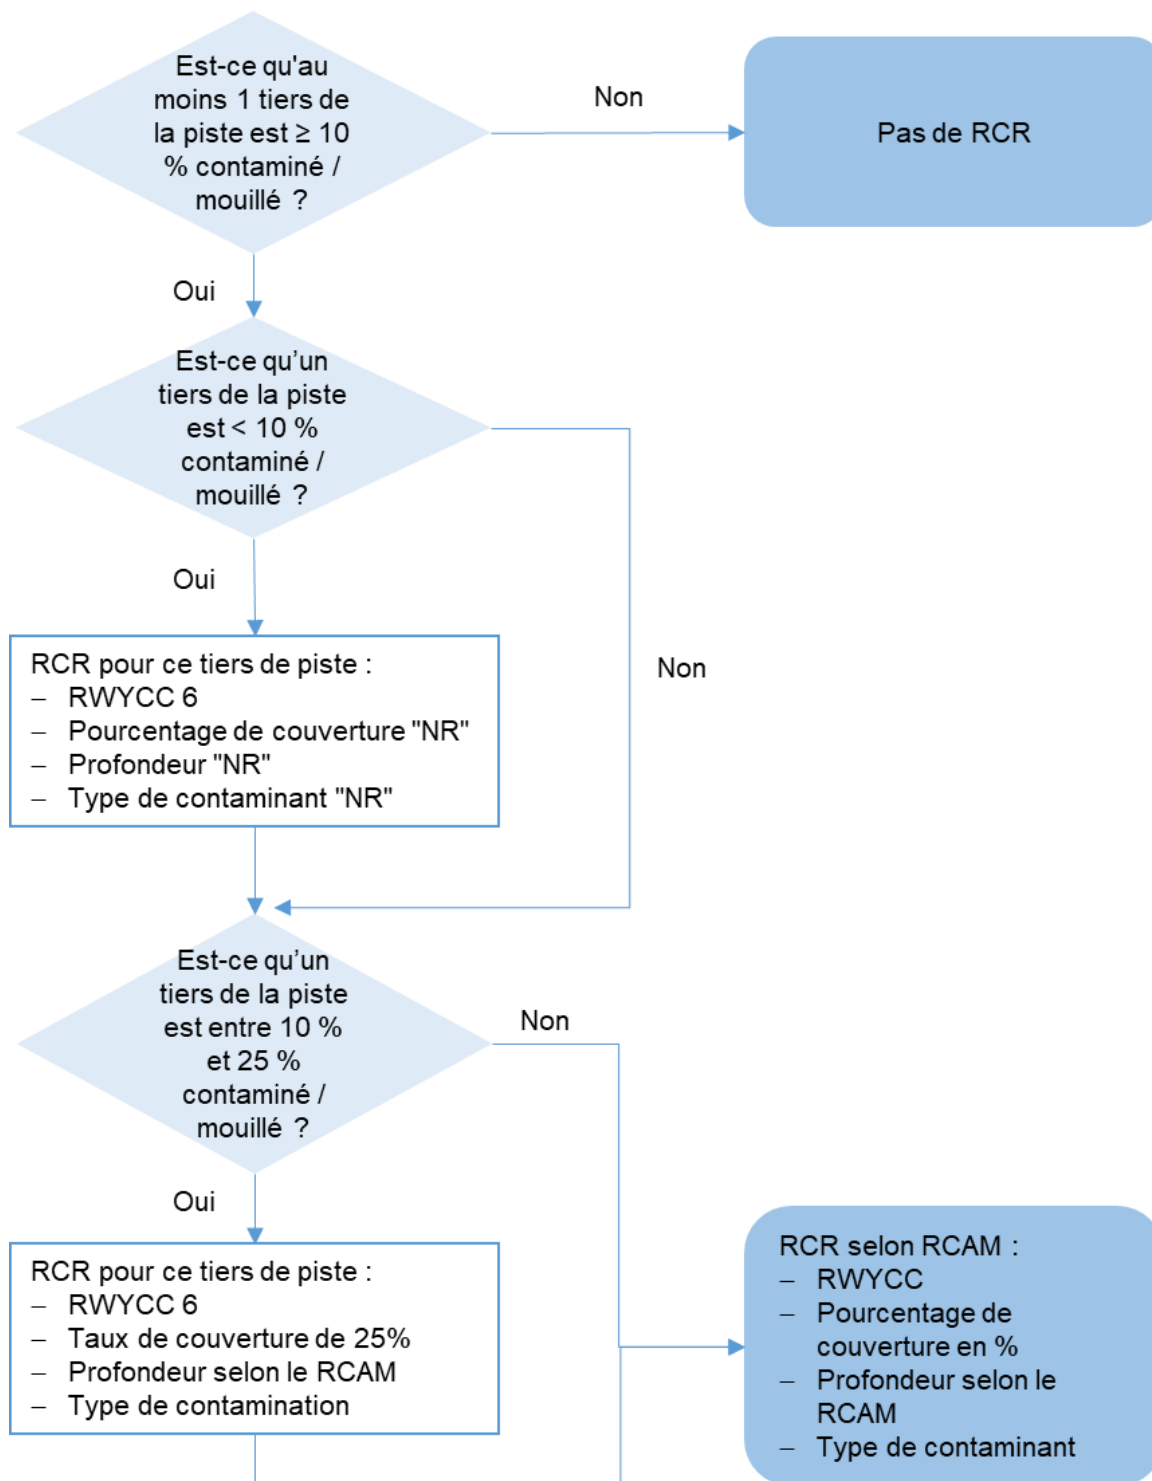 Est-ce qu'au
moins 1 tiers de
la piste est ≥ 10
% contaminé /
mouillé ?
Non
Pas de RCR
Oui
Est-ce qu’un
tiers de la piste
est < 10 %
contaminé /
mouillé ?
Oui
Non
RCR pour ce tiers de piste :
– RWYCC 6
– Pourcentage de couverture "NR"
– Profondeur "NR"
– Type de contaminant "NR"
Est-ce qu’un
tiers de la piste
est entre 10 %
et 25 %
contaminé /
mouillé ?
Non
Oui
RCR pour ce tiers de piste :
– RWYCC 6
– Taux de couverture de 25%
– Profondeur selon le RCAM
– Type de contamination
RCR selon RCAM :
– RWYCC
– Pourcentage de
couverture en %
– Profondeur selon le
RCAM
– Type de contaminant